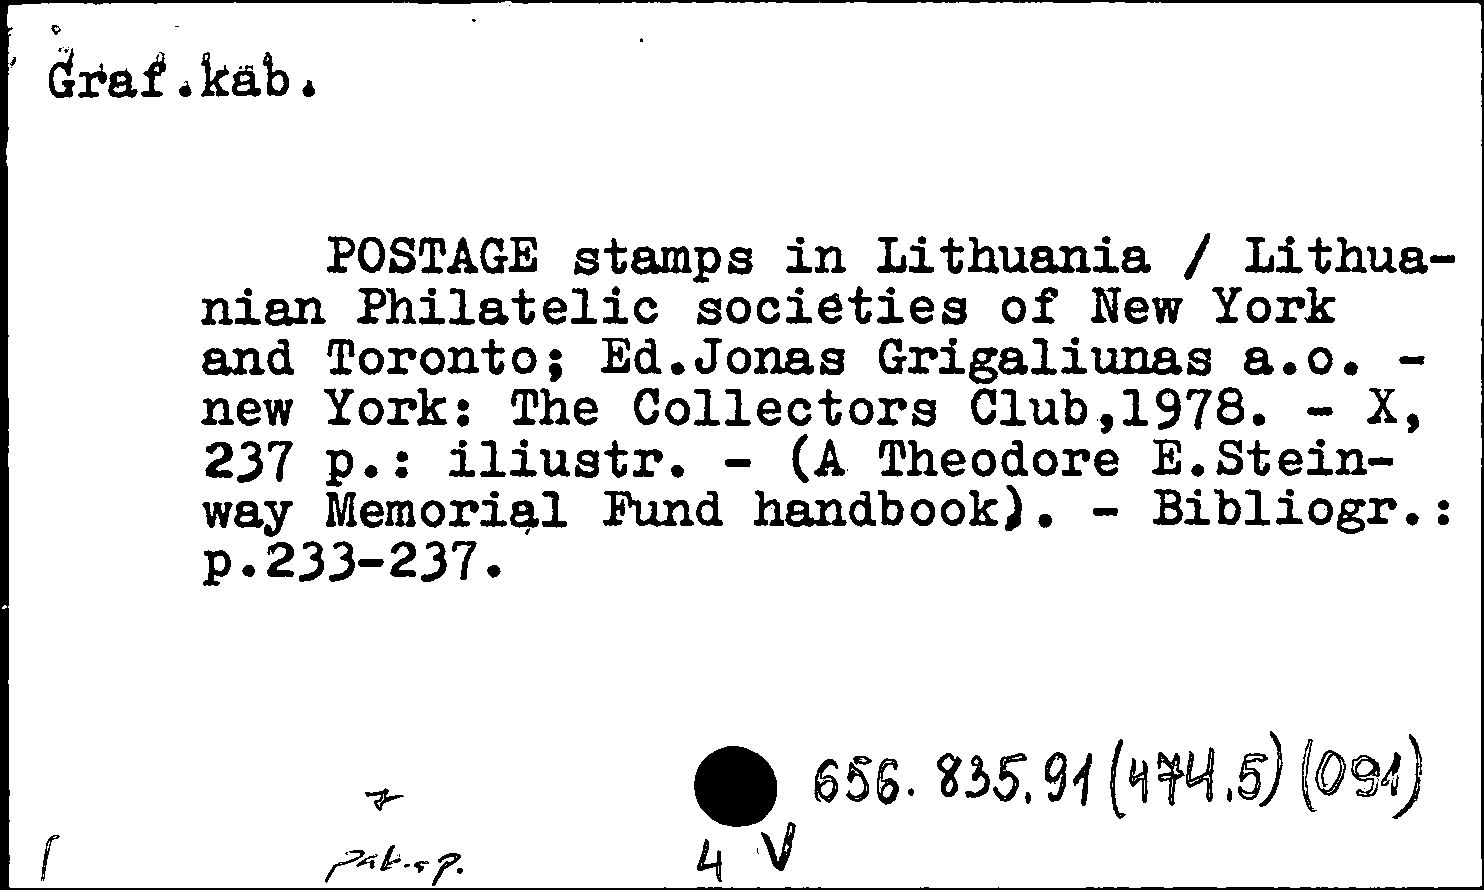 Graf.kab.
POSTAGE stamps in Lithuania / Lithua-
nian Philatelic societies of New York
and Toronto; Ed.Jonas Grigaliunas a.o. -
new York: The Collectors Club,1978. - X,
237 p.: iliustr. - (A Theodore E.Stein-
way Memorial Fund handbook). - Bibliogr.:
p.233-237.
656.835.91(474.5)(091)
4 V